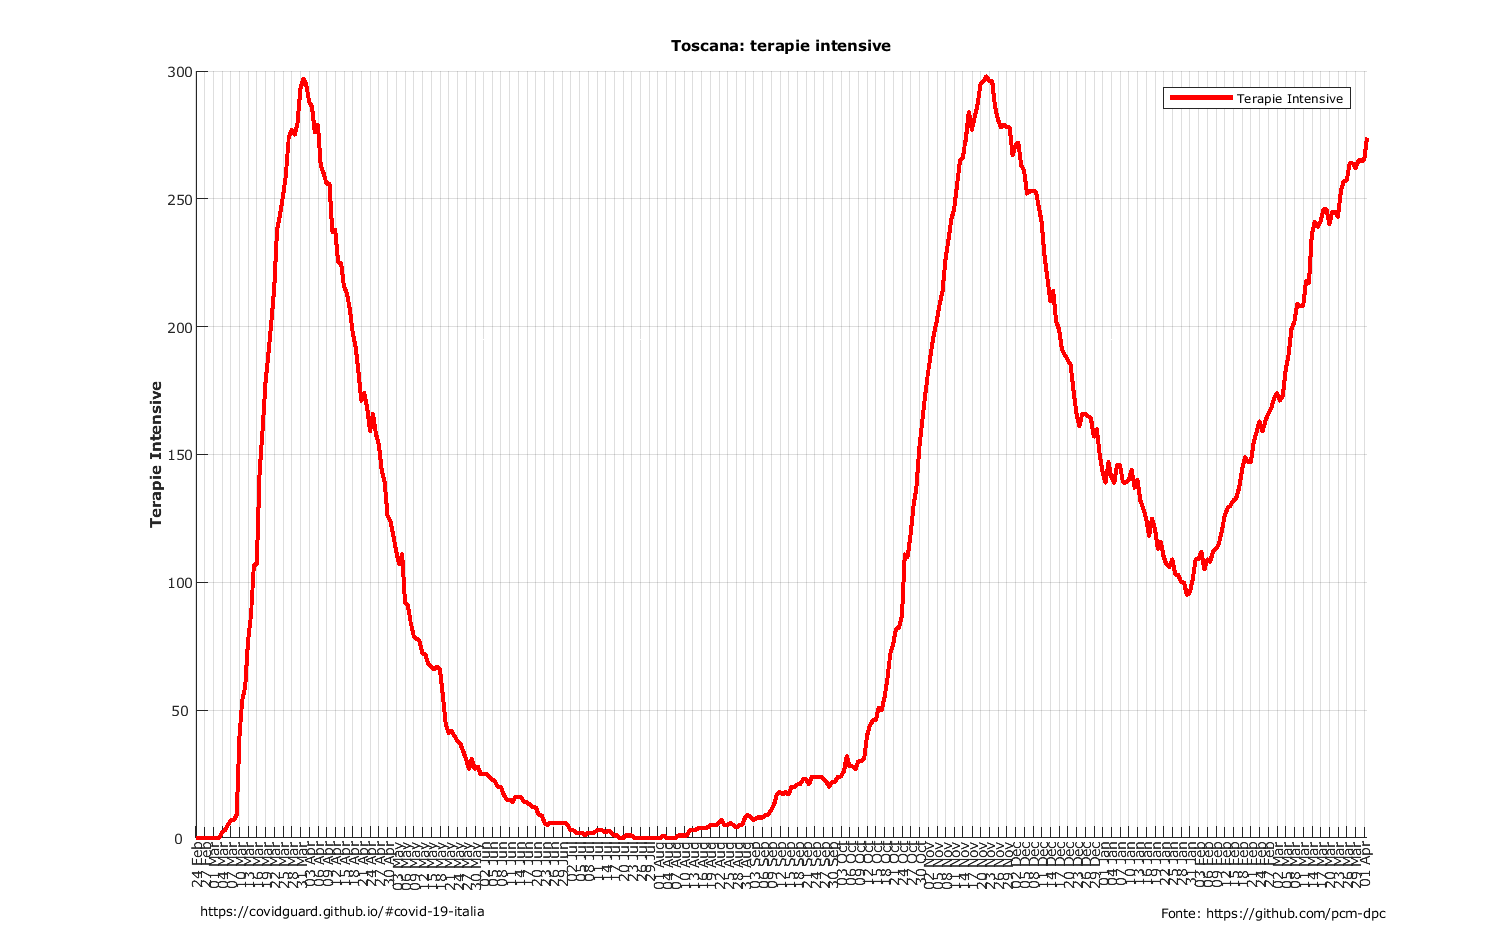 Toscana: terapie intensive
Terapie Intensive
Terapie Intensive
300
250
200
150
100
50
0
24 Feb
27 Feb
01 Mar
04 Mar
07 Mar
10 Mar
13 Mar
16 Mar
19 Mar
22 Mar
25 Mar
28 Mar
31 Mar
03 Apr
06 Apr
09 Apr
12 Apr
15 Apr
18 Apr
21 Apr
24 Apr
27 Apr
30 Apr
03 May
06 May
09 May
12 May
15 May
18 May
21 May
24 May
27 May
30 May
02 Jun
05 Jun
08 Jun
11 Jun
14 Jun
17 Jun
20 Jun
23 Jun
26 Jun
29 Jun
02 Jul
05 Jul
08 Jul
11 Jul
14 Jul
17 Jul
20 Jul
23 Jul
26 Jul
29 Jul
01 Aug
04 Aug
07 Aug
10 Aug
13 Aug
16 Aug
19 Aug
22 Aug
25 Aug
28 Aug
31 Aug
03 Sep
06 Sep
09 Sep
12 Sep
15 Sep
18 Sep
21 Sep
24 Sep
27 Sep
30 Sep
03 Oct
06 Oct
09 Oct
12 Oct
15 Oct
18 Oct
21 Oct
24 Oct
27 Oct
30 Oct
02 Nov
05 Nov
08 Nov
11 Nov
14 Nov
17 Nov
20 Nov
23 Nov
26 Nov
29 Nov
02 Dec
05 Dec
08 Dec
11 Dec
14 Dec
17 Dec
20 Dec
23 Dec
26 Dec
29 Dec
01 Jan
04 Jan
07 Jan
10 Jan
13 Jan
16 Jan
19 Jan
22 Jan
25 Jan
28 Jan
31 Jan
03 Feb
06 Feb
09 Feb
12 Feb
15 Feb
18 Feb
21 Feb
24 Feb
27 Feb
02 Mar
05 Mar
08 Mar
11 Mar
14 Mar
17 Mar
20 Mar
23 Mar
26 Mar
29 Mar
01 Apr
https://covidguard.github.io/#covid-19-italia
Fonte: https://github.com/pcm-dpc